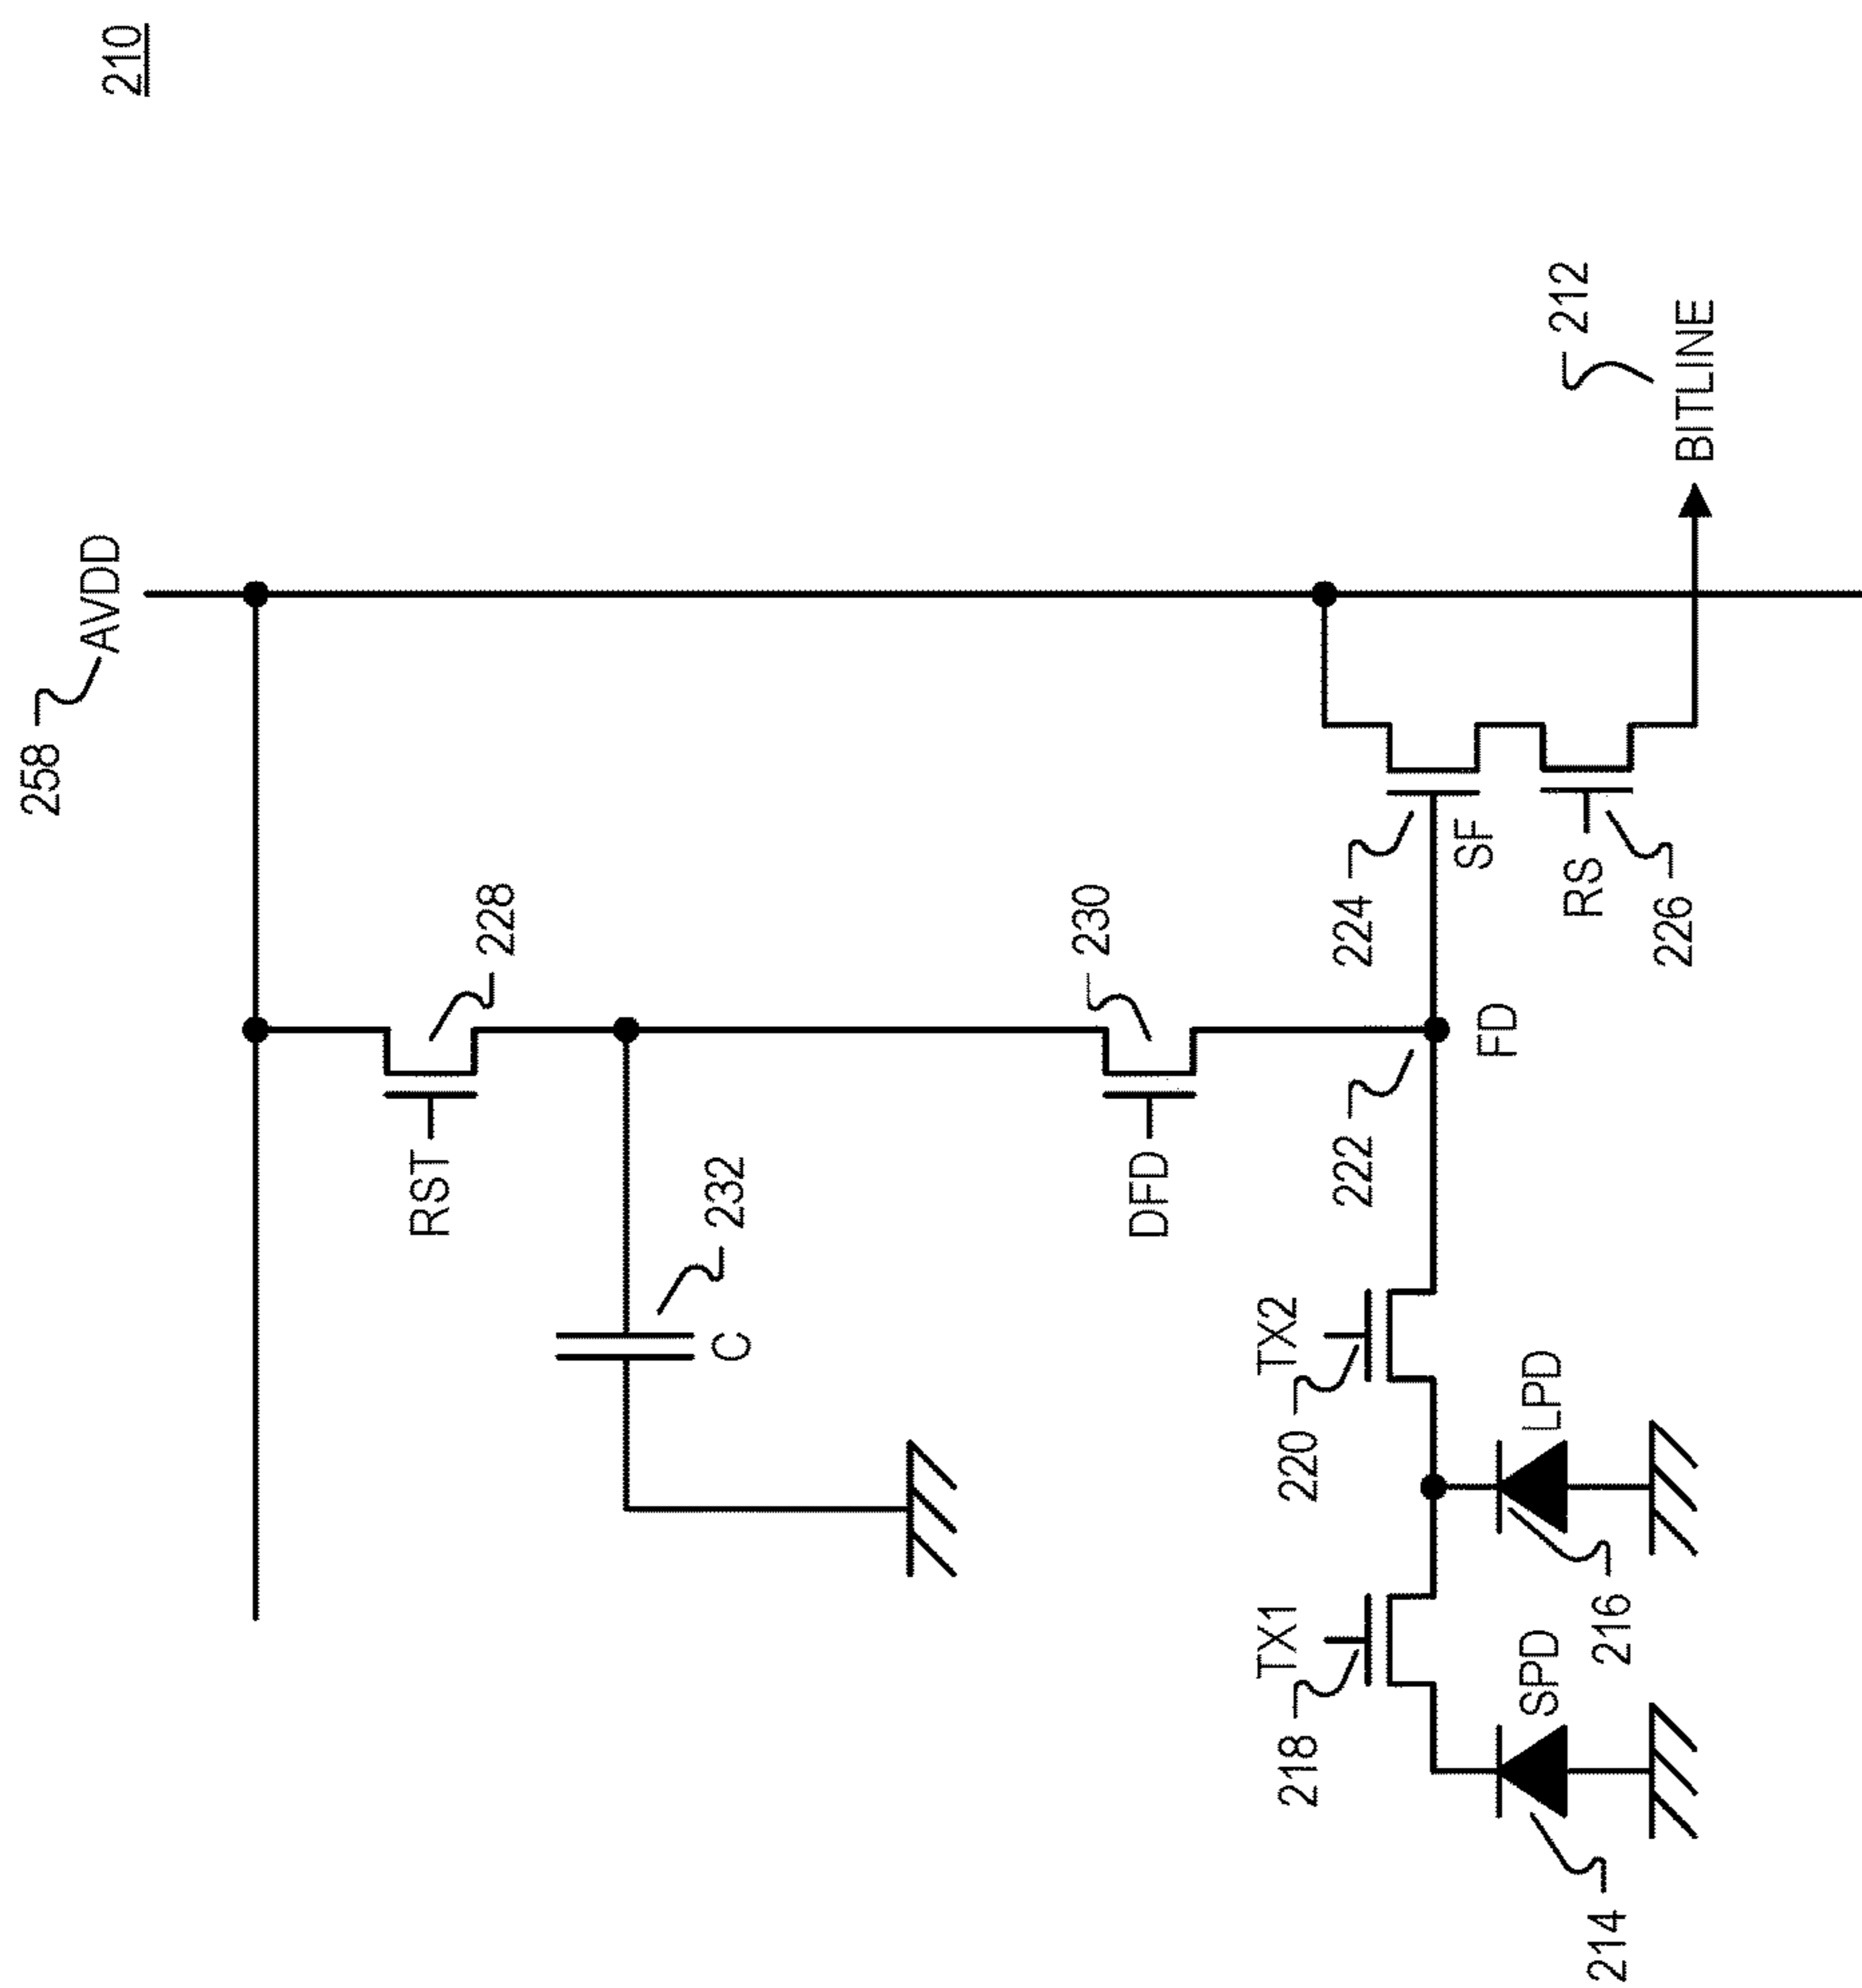 210
258
AVDD
228
RST
232
C
230
DFD
212
BITLINE
224
SF
RS
226
222
FD
TX2
220
LPD
216
TX1
218
SPD
214